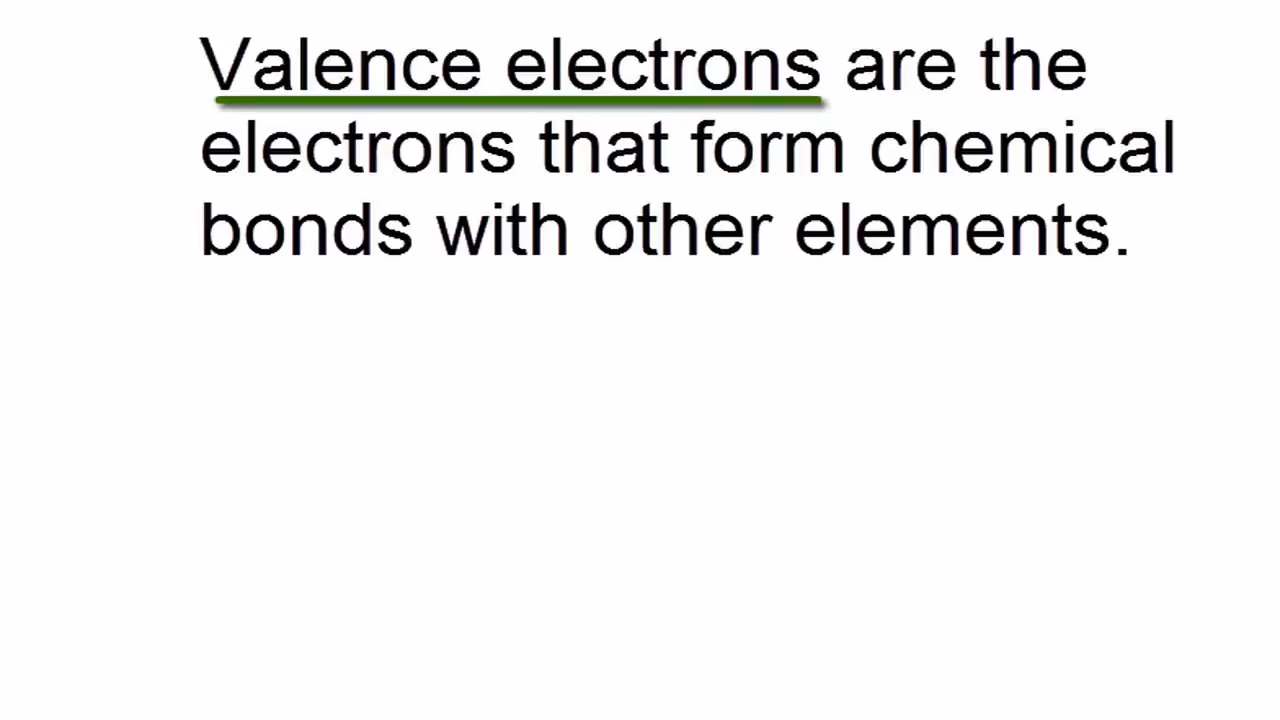 Valence electrons are the
electrons that form chemical
bonds with other elements.